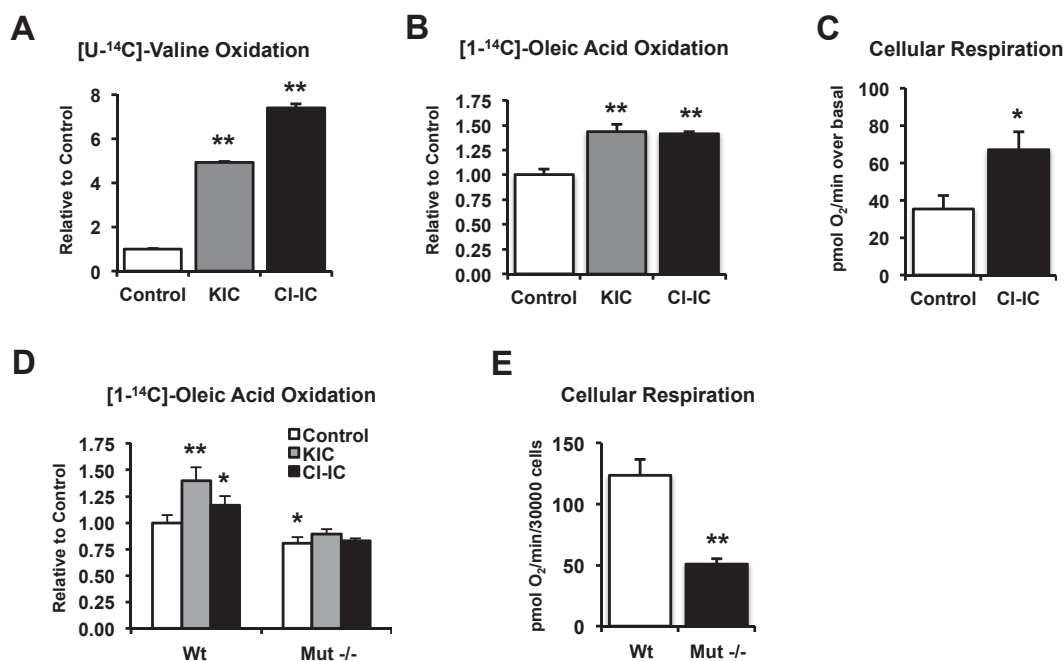 A
[U-¹⁴C]-Valine Oxidation
Relative to Control
8
6
4
2
0
**
**
Control KIC CI-IC
B
[1-¹⁴C]-Oleic Acid Oxidation
Relative to Control
1.75
1.50
1.25
1.00
0.75
0.50
0.25
0.00
**
**
Control KIC CI-IC
C
Cellular Respiration
pmol O₂/min over basal
100
80
60
40
20
0
*
Control CI-IC
D
[1-¹⁴C]-Oleic Acid Oxidation
Relative to Control
1.75
1.50
1.25
1.00
0.75
0.50
0.25
0.00
Control
KIC
CI-IC
**
*
*
Wt Mut -/-
E
Cellular Respiration
pmol O₂/min/30000 cells
150
100
50
0
**
Wt Mut -/-